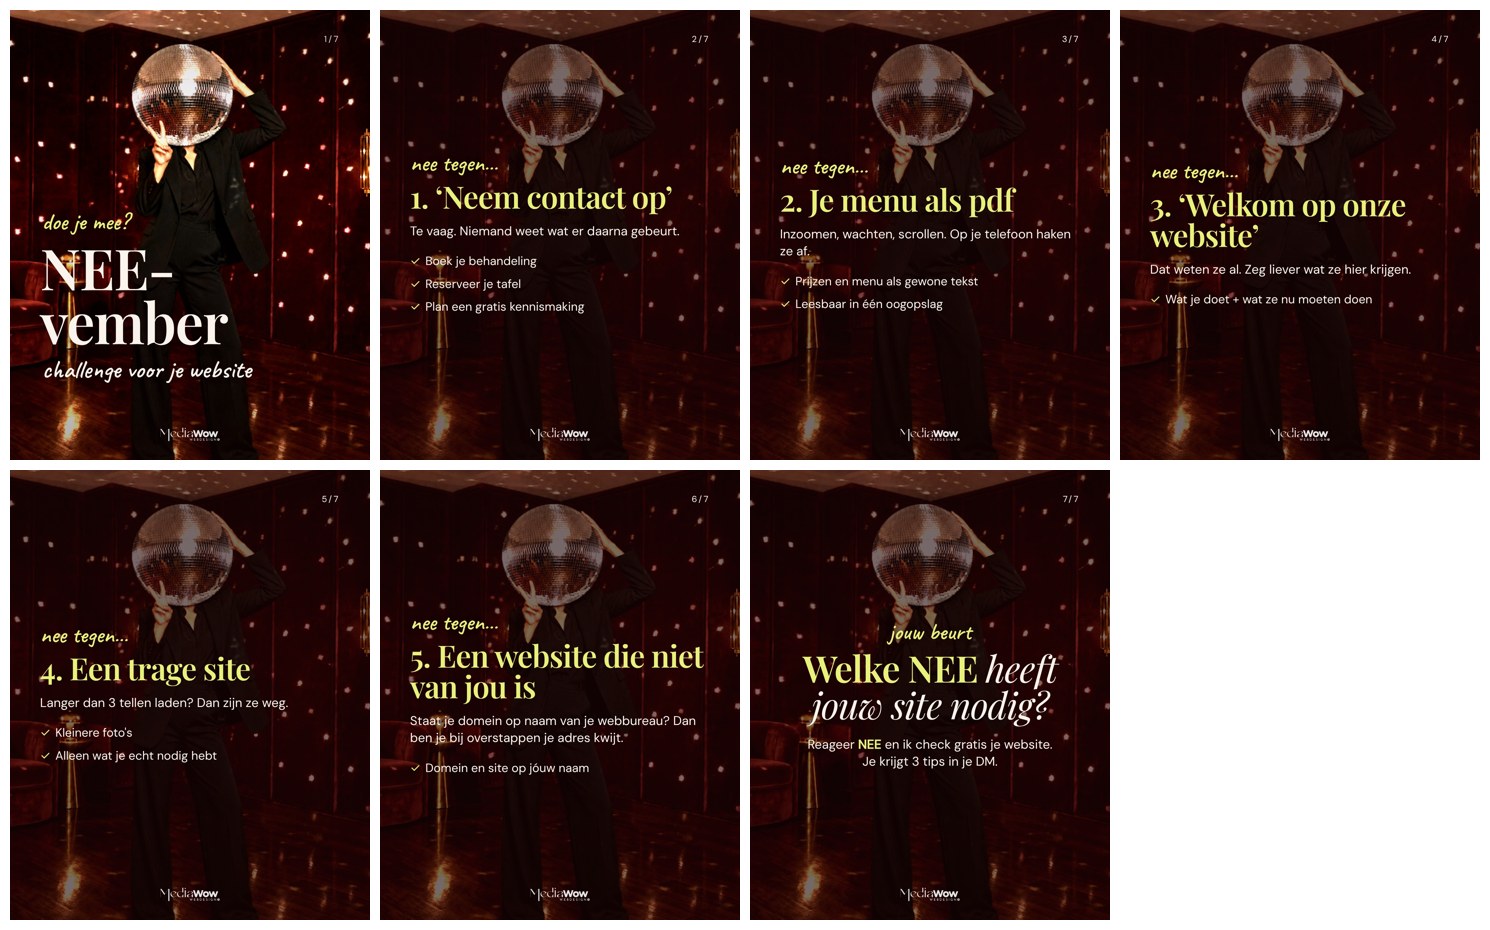 1/7
doe je mee?
NEE-
vember
challenge voor je website
MediaWow
WEBDESIGN
2/7
nee tegen...
1. ‘Neem contact op’
Te vaag. Niemand weet wat er daarna gebeurt.
✓ Boek je behandeling
✓ Reserveer je tafel
✓ Plan een gratis kennismaking
MediaWow
WEBDESIGN
3/7
nee tegen...
2. Je menu als pdf
Inzoomen, wachten, scrollen. Op je telefoon haken
ze af.
✓ Prijzen en menu als gewone tekst
✓ Leesbaar in één oogopslag
MediaWow
WEBDESIGN
4/7
nee tegen...
3. ‘Welkom op onze
website’
Dat weten ze al. Zeg liever wat ze hier krijgen.
✓ Wat je doet + wat ze nu moeten doen
MediaWow
WEBDESIGN
5/7
nee tegen...
4. Een trage site
Langer dan 3 tellen laden? Dan zijn ze weg.
✓ Kleinere foto's
✓ Alleen wat je echt nodig hebt
MediaWow
WEBDESIGN
6/7
nee tegen...
5. Een website die niet
van jou is
Staat je domein op naam van je webbureau? Dan
ben je bij overstappen je adres kwijt.
✓ Domein en site op jóuw naam
MediaWow
WEBDESIGN
7/7
jouw beurt
Welke NEE heeft
jouw site nodig?
Reageer NEE en ik check gratis je website.
Je krijgt 3 tips in je DM.
MediaWow
WEBDESIGN